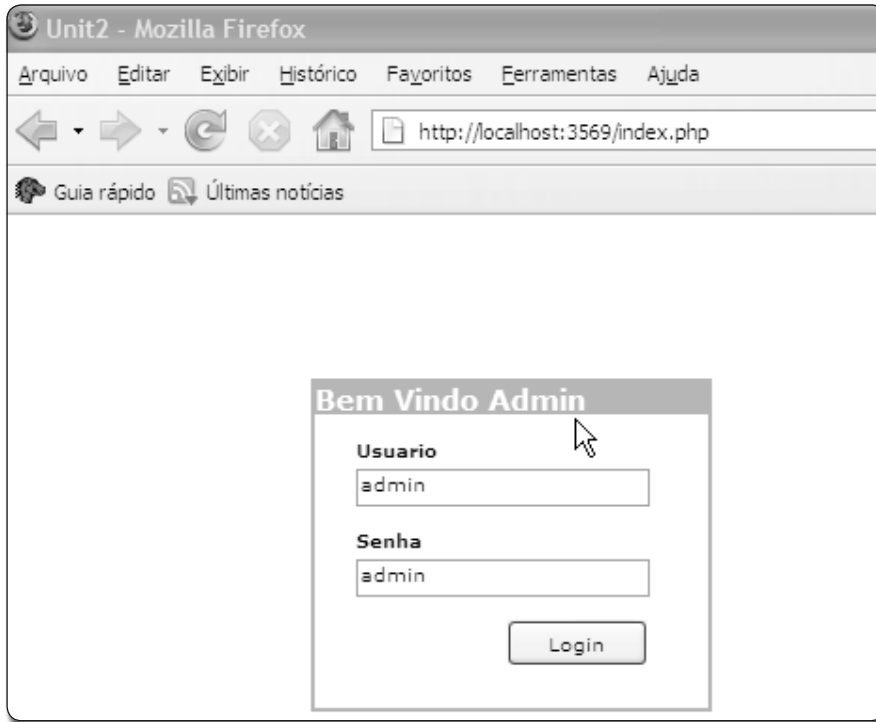 Unit2 - Mozilla Firefox
Arquivo Editar Exibir Histórico Favoritos Ferramentas Ajuda
http://localhost:3569/index.php
Guia rápido Últimas notícias
Bem Vindo Admin
Usuario
admin
Senha
admin
Login